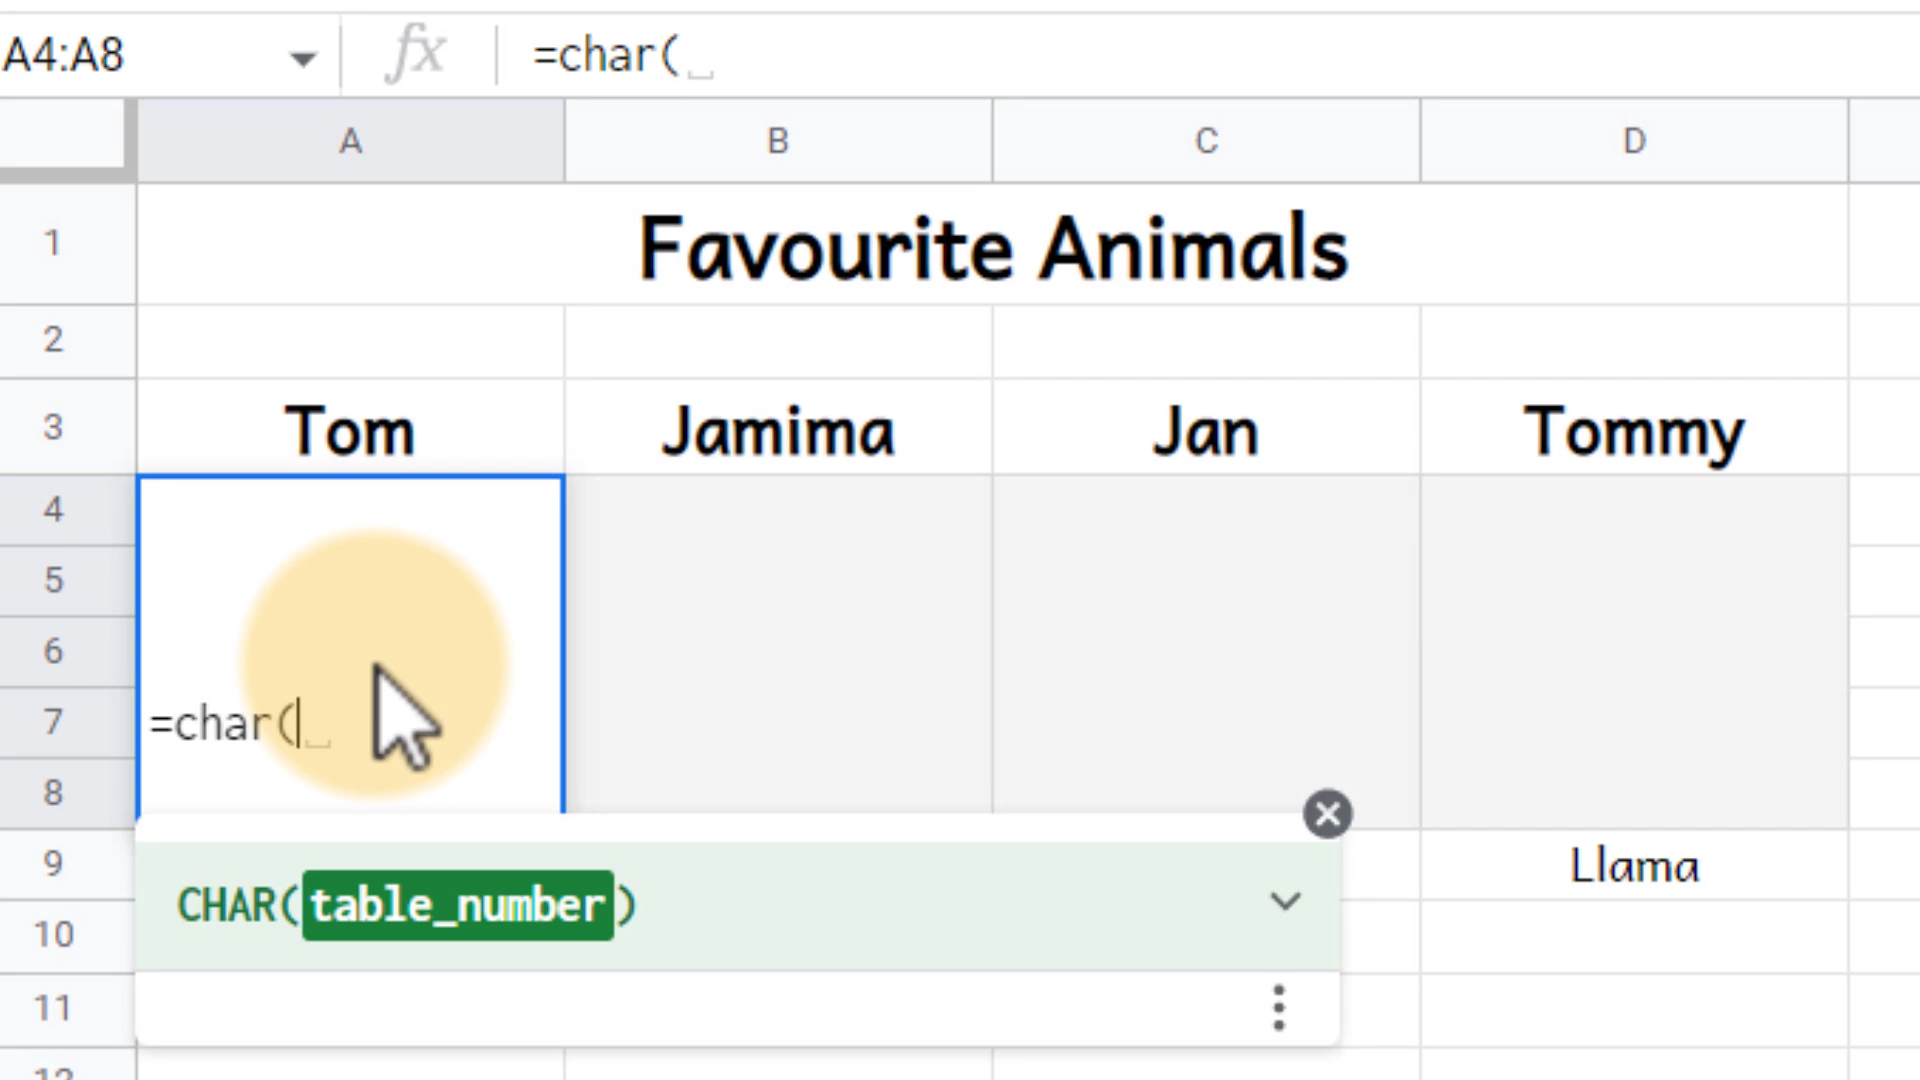 A4:A8 fx =char(
A B C D
1 Favourite Animals
2
3 Tom Jamima Jan Tommy
4
5
6
7 =char(
8
9 Llama
CHAR(table_number)
10
11
12